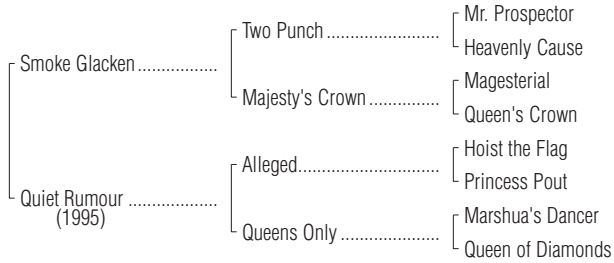 Mr. Prospector
Two Punch ........................
Heavenly Cause
Smoke Glacken .................
Magesterial
Majesty's Crown ...............
Queen's Crown
Hoist the Flag
Alleged.............................
Princess Pout
Quiet Rumour ...................
(1995)
Marshua's Dancer
Queens Only .....................
Queen of Diamonds